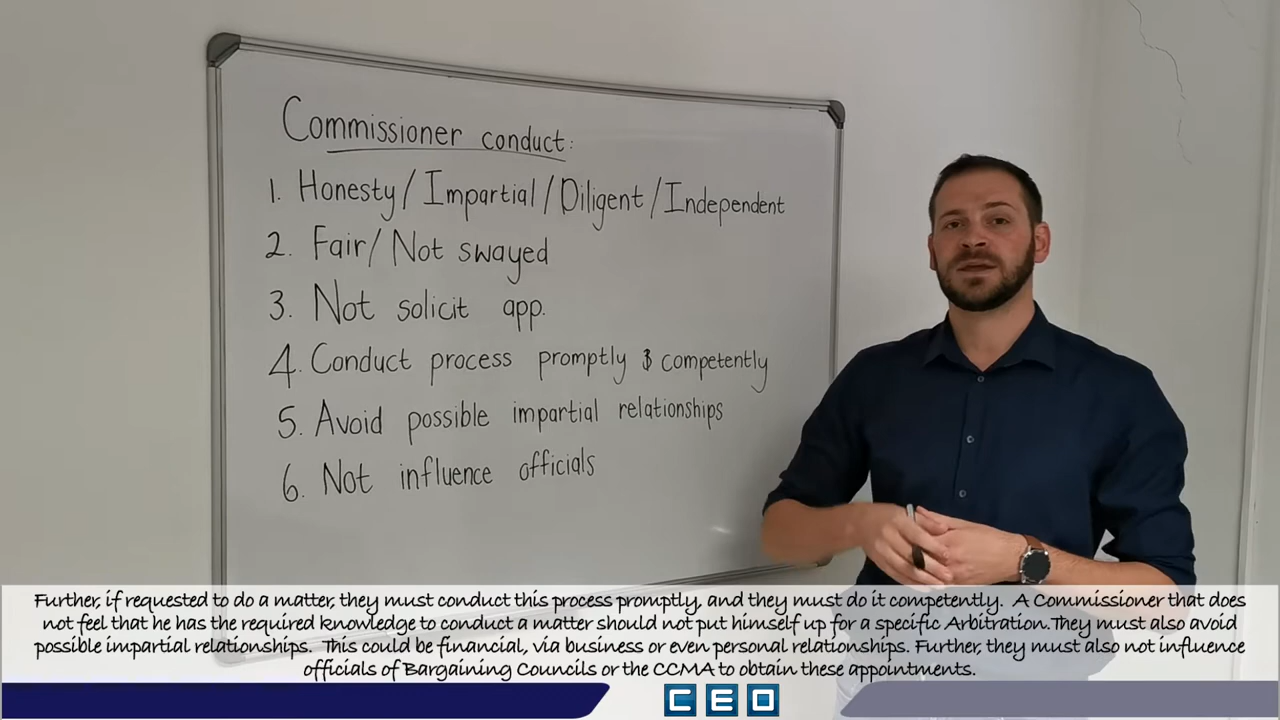 Commissioner conduct:
1. Honesty / Impartial / Diligent / Independent
2. Fair / Not swayed
3. Not solicit app.
4. Conduct process promptly & competently
5. Avoid possible impartial relationships
6. Not influence officials
Further, if requested to do a matter, they must conduct this process promptly, and they must do it competently. A Commissioner that does
not feel that he has the required knowledge to conduct a matter should not put himself up for a specific Arbitration.They must also avoid
possible impartial relationships. This could be financial, via business or even personal relationships. Further, they must also not influence
officials of Bargaining Councils or the CCMA to obtain these appointments.
CEO